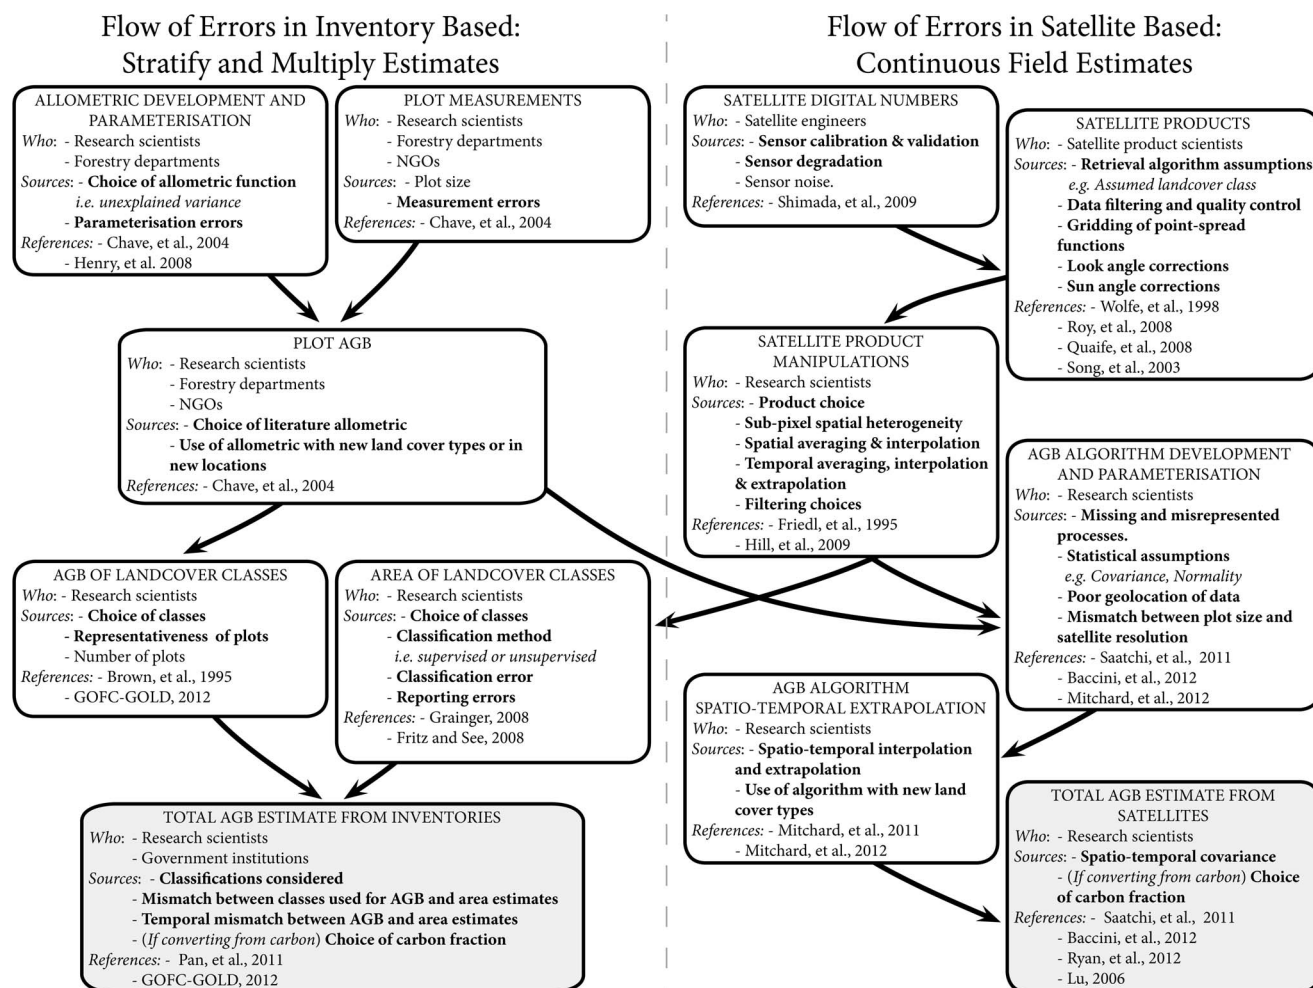 Flow of Errors in Inventory Based:
Stratify and Multiply Estimates
ALLOMETRIC DEVELOPMENT AND
PARAMETERISATION
Who: - Research scientists
- Forestry departments
Sources: - Choice of allometric function
i.e. unexplained variance
- Parameterisation errors
References: - Chave, et al., 2004
- Henry, et al. 2008
PLOT MEASUREMENTS
Who: - Research scientists
- Forestry departments
- NGOs
Sources: - Plot size
- Measurement errors
References: - Chave, et al., 2004
PLOT AGB
Who: - Research scientists
- Forestry departments
- NGOs
Sources: - Choice of literature allometric
- Use of allometric with new land cover types or in
new locations
References: - Chave, et al., 2004
AGB OF LANDCOVER CLASSES
Who: - Research scientists
Sources: - Choice of classes
- Representativeness of plots
- Number of plots
References: - Brown, et al., 1995
- GOFC-GOLD, 2012
AREA OF LANDCOVER CLASSES
Who: - Research scientists
Sources: - Choice of classes
- Classification method
i.e. supervised or unsupervised
- Classification error
- Reporting errors
References: - Grainger, 2008
- Fritz and See, 2008
TOTAL AGB ESTIMATE FROM INVENTORIES
Who: - Research scientists
- Government institutions
Sources: - Classifications considered
- Mismatch between classes used for AGB and area estimates
- Temporal mismatch between AGB and area estimates
- (If converting from carbon) Choice of carbon fraction
References: - Pan, et al., 2011
- GOFC-GOLD, 2012
Flow of Errors in Satellite Based:
Continuous Field Estimates
SATELLITE DIGITAL NUMBERS
Who: - Satellite engineers
Sources: - Sensor calibration & validation
- Sensor degradation
- Sensor noise.
References: - Shimada, et al., 2009
SATELLITE PRODUCTS
Who: - Satellite product scientists
Sources: - Retrieval algorithm assumptions
e.g. Assumed landcover class
- Data filtering and quality control
- Gridding of point-spread
functions
- Look angle corrections
- Sun angle corrections
References: - Wolfe, et al., 1998
- Roy, et al., 2008
- Quaife, et al., 2008
- Song, et al., 2003
SATELLITE PRODUCT
MANIPULATIONS
Who: - Research scientists
Sources: - Product choice
- Sub-pixel spatial heterogeneity
- Spatial averaging & interpolation
- Temporal averaging, interpolation
& extrapolation
- Filtering choices
References: - Friedl, et al., 1995
- Hill, et al., 2009
AGB ALGORITHM DEVELOPMENT
AND PARAMETERISATION
Who: - Research scientists
Sources: - Missing and misrepresented
processes.
- Statistical assumptions
e.g. Covariance, Normality
- Poor geolocation of data
- Mismatch between plot size and
satellite resolution
References: - Saatchi, et al., 2011
- Baccini, et al., 2012
- Mitchard, et al., 2012
AGB ALGORITHM
SPATIO-TEMPORAL EXTRAPOLATION
Who: - Research scientists
Sources: - Spatio-temporal interpolation
and extrapolation
- Use of algorithm with new land
cover types
References: - Mitchard, et al., 2011
- Mitchard, et al., 2012
TOTAL AGB ESTIMATE FROM
SATELLITES
Who: - Research scientists
Sources: - Spatio-temporal covariance
- (If converting from carbon) Choice
of carbon fraction
References: - Saatchi, et al., 2011
- Baccini, et al., 2012
- Ryan, et al., 2012
- Lu, 2006